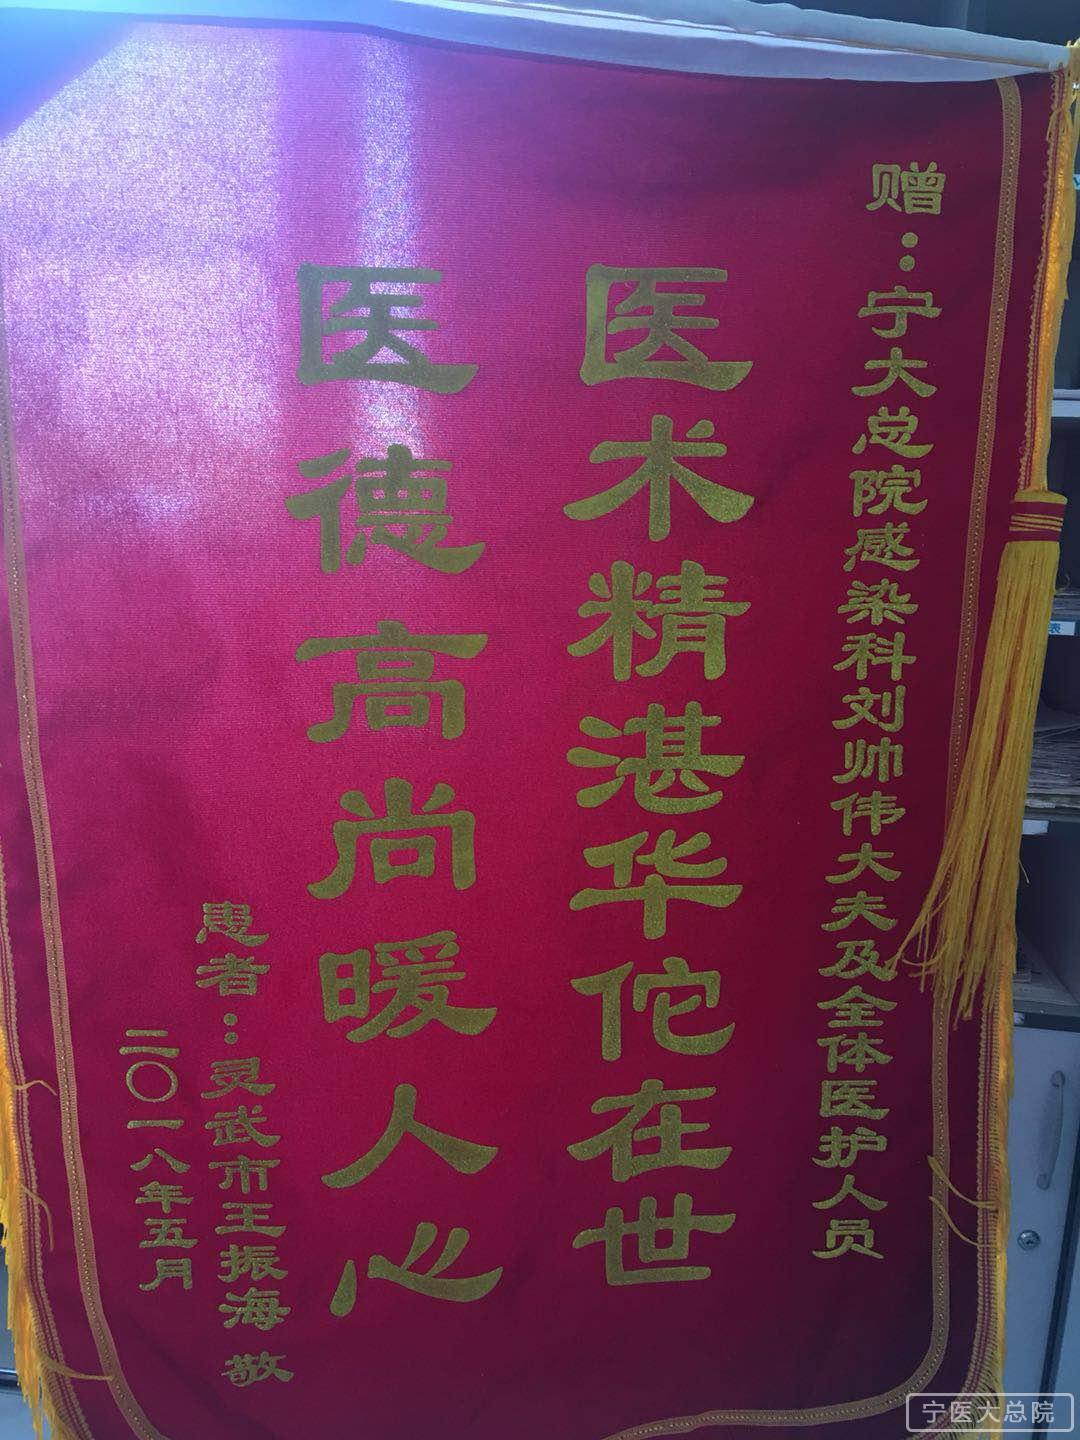 赠：宁大总院感染科刘帅伟大夫及全体医护人员
医术精湛华佗在世
医德高尚暖人心
患者：灵武市王振海敬
二〇一八年五月
表
宁医大总院